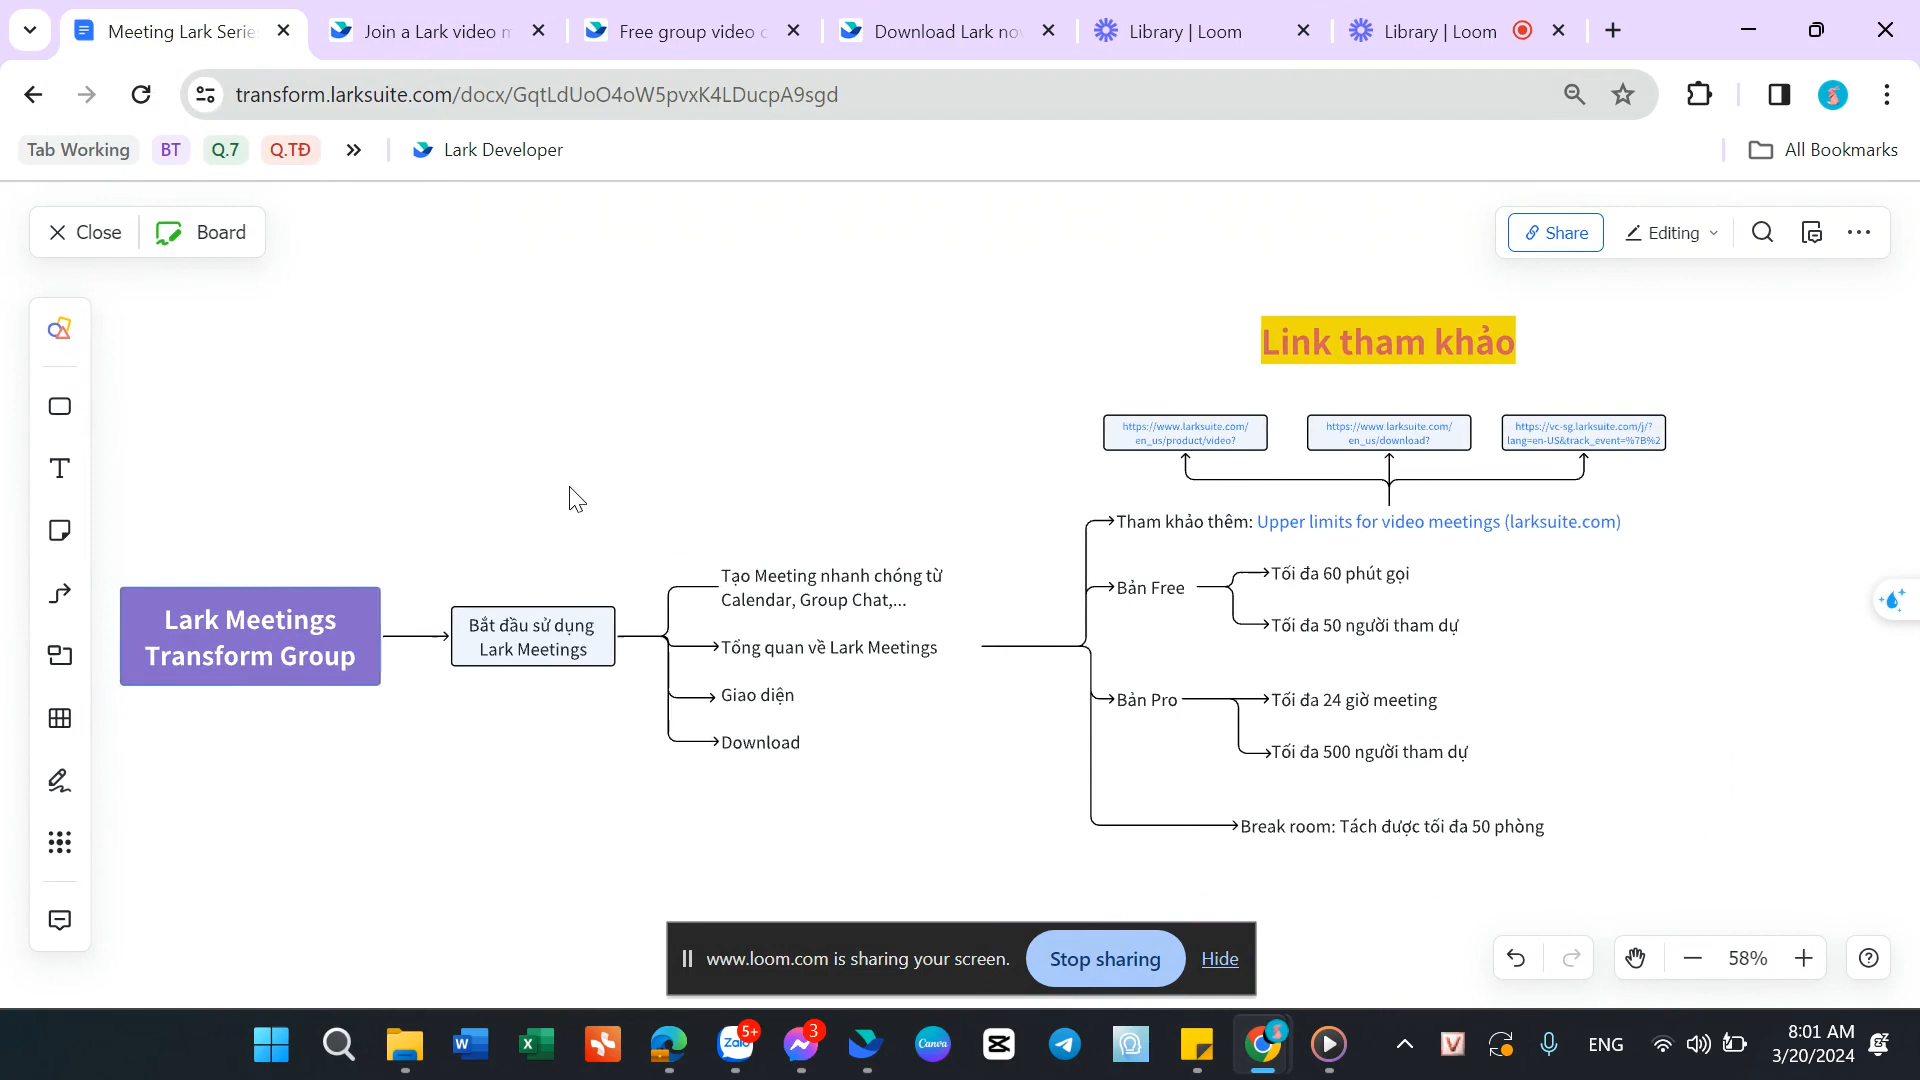 Meeting Lark Serie
Join a Lark video m
Free group video c
Download Lark nov
Library | Loom
Library | Loom
transform.larksuite.com/docx/GqtLdUoO4oW5pvxK4LDucpA9sgd
Tab Working
BT
Q.7
Q.TĐ
Lark Developer
All Bookmarks
Close
Board
Share
Editing
Link tham khảo
https://www.larksuite.com/
en_us/product/video?
https://www.larksuite.com/
en_us/download?
https://vc-sg.larksuite.com/j/?
lang=en-US&track_event=%7B%2
Tham khảo thêm: Upper limits for video meetings (larksuite.com)
Tối đa 60 phút gọi
Bản Free
Tối đa 50 người tham dự
Tạo Meeting nhanh chóng từ
Calendar, Group Chat,...
Lark Meetings
Transform Group
Bắt đầu sử dụng
Lark Meetings
Tổng quan về Lark Meetings
Giao diện
Download
Bản Pro
Tối đa 24 giờ meeting
Tối đa 500 người tham dự
Break room: Tách được tối đa 50 phòng
www.loom.com is sharing your screen.
Stop sharing
Hide
58%
5+
Zalo
3
Canva
ENG
8:01 AM
3/20/2024